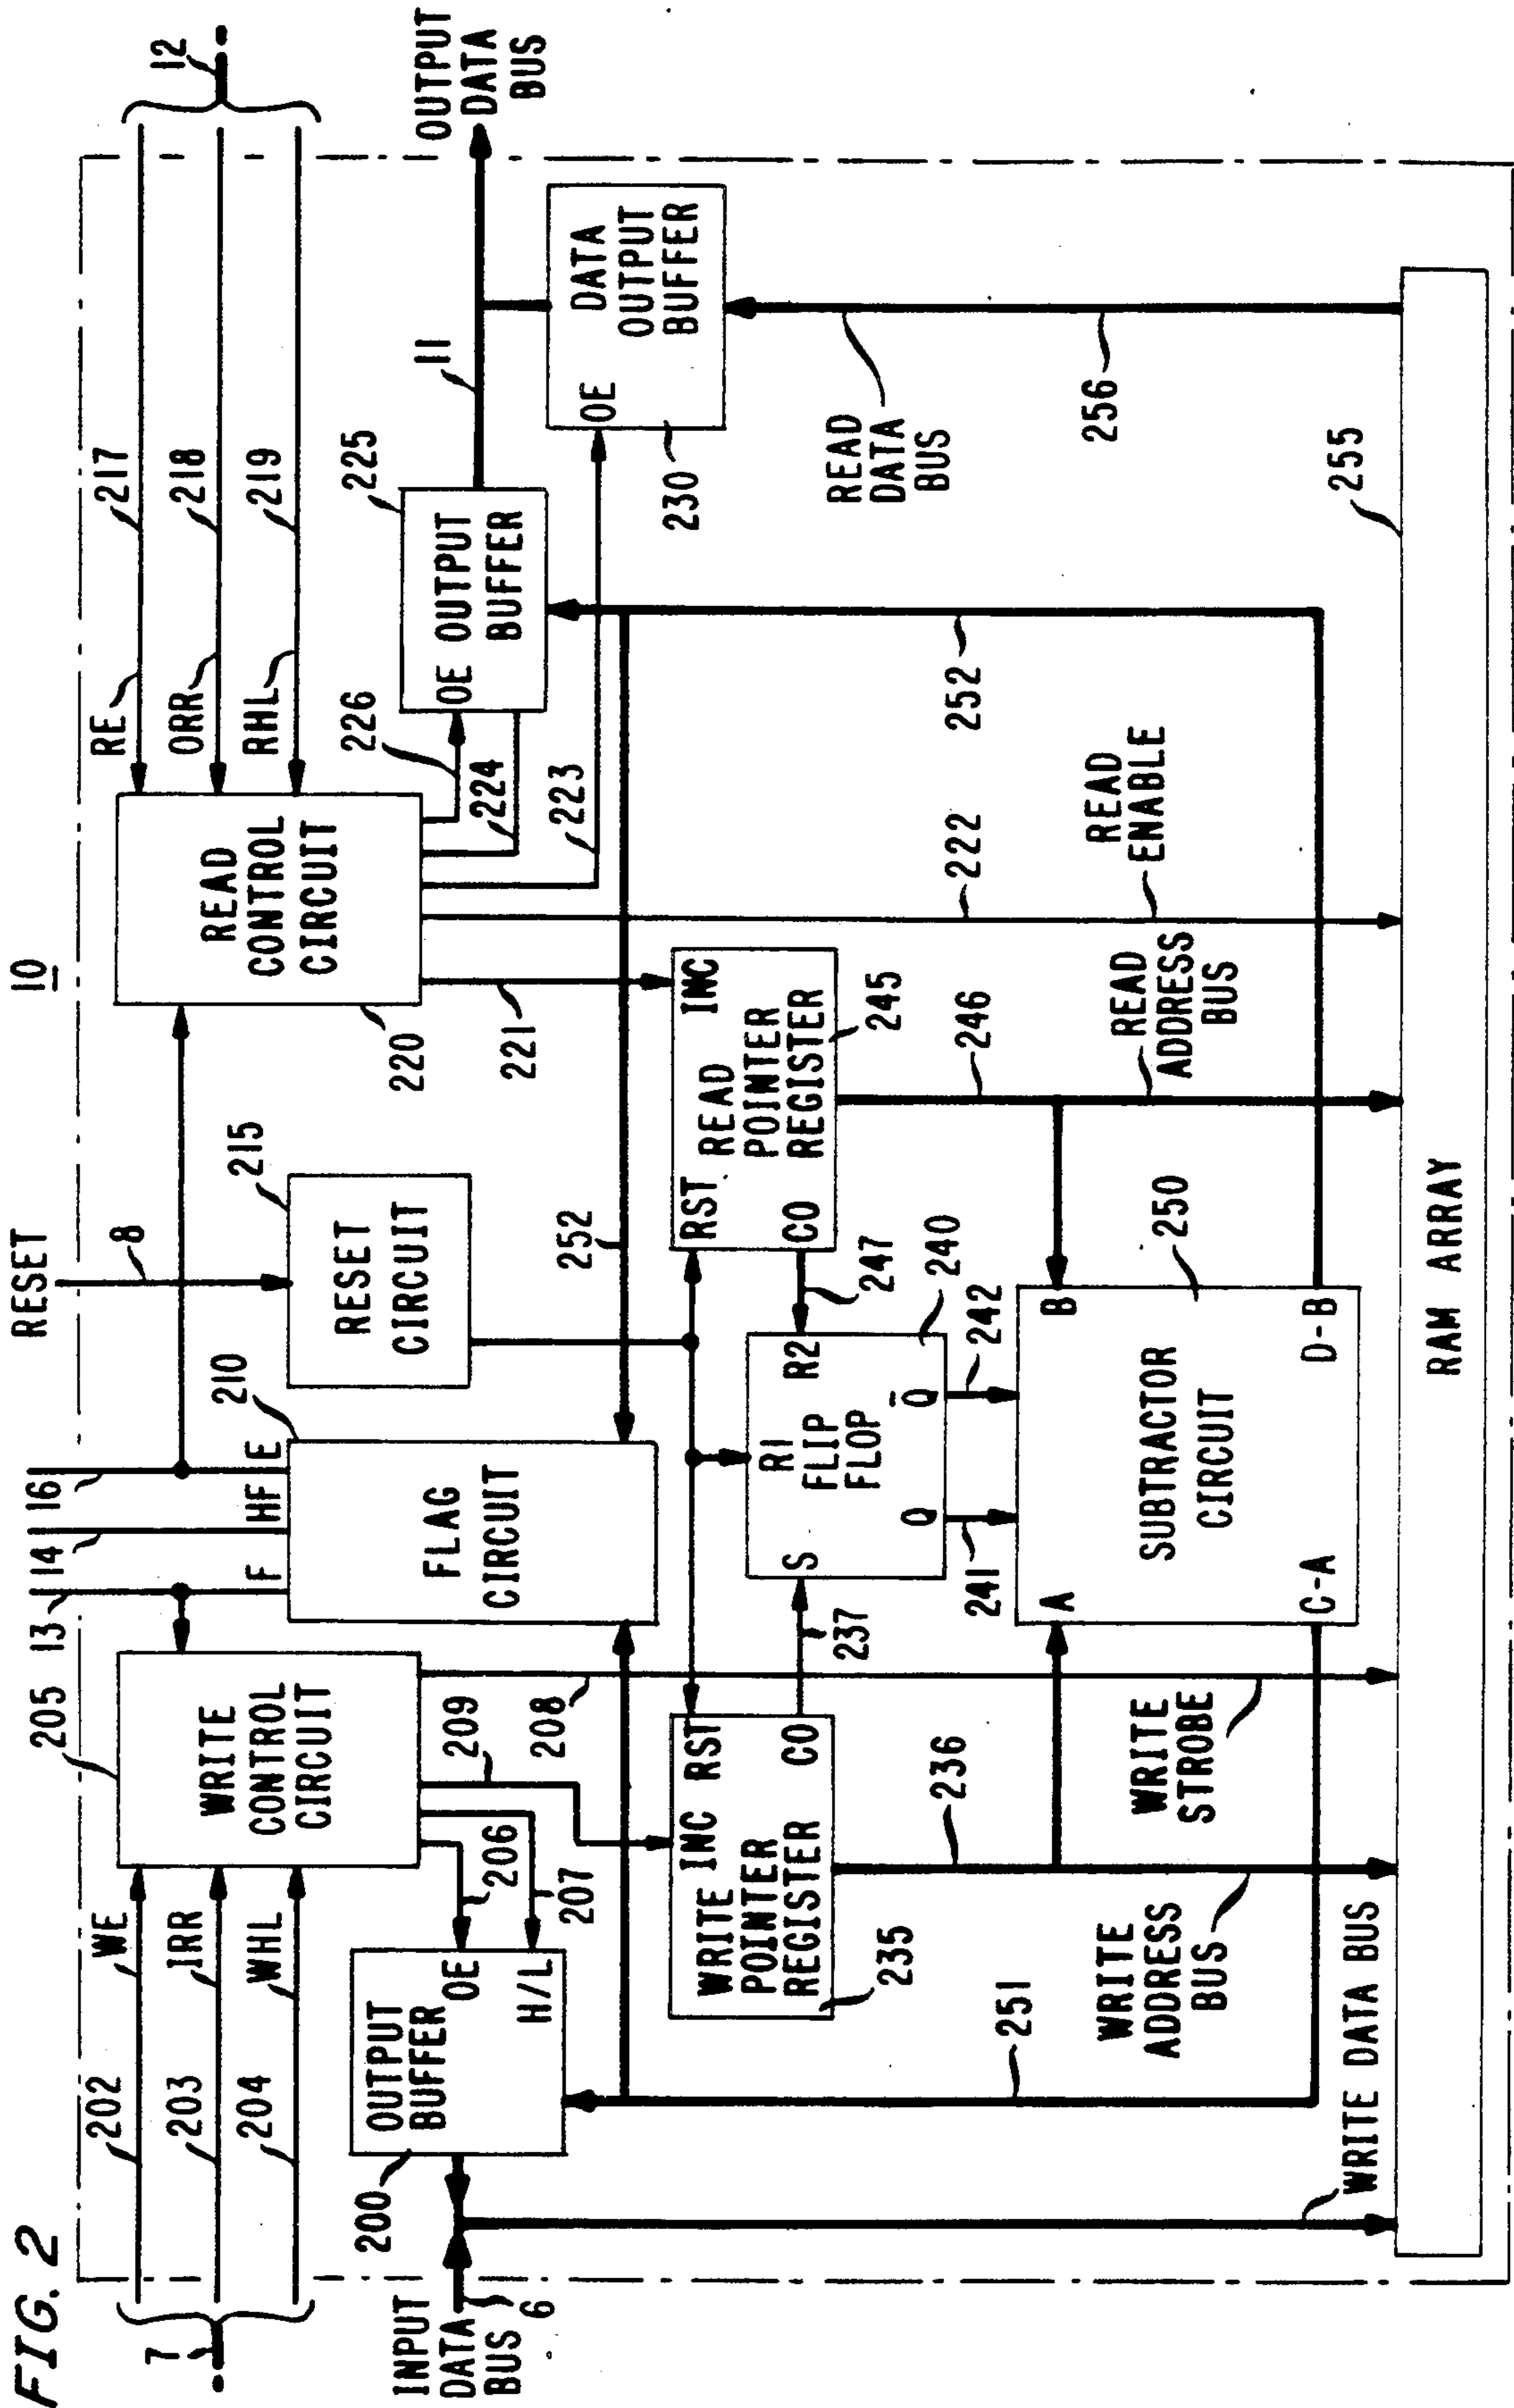 FIG. 2
10
RESET
8
7
202
WE
203
IRR
204
WHL
205
WRITE
CONTROL
CIRCUIT
13
14
16
F
HF
E
210
FLAG
CIRCUIT
215
RESET
CIRCUIT
220
READ
CONTROL
CIRCUIT
RE
217
ORR
218
RHL
219
12
INPUT
DATA
BUS
6
200
OUTPUT
BUFFER
OE
H/L
206
207
209
208
252
221
226
224
223
222
225
OE OUTPUT
BUFFER
11
OUTPUT
DATA
BUS
OE
DATA
OUTPUT
BUFFER
230
235
WRITE INC RST
POINTER
REGISTER CO
237
S
R1
R2
FLIP
FLOP
Q
Q̅
240
241
242
247
RST
INC
READ
POINTER
CO REGISTER
245
236
246
251
252
A
B
SUBTRACTOR
CIRCUIT
C-A
D-B
250
WRITE
ADDRESS
BUS
WRITE
STROBE
READ
ADDRESS
BUS
READ
ENABLE
READ
DATA
BUS
256
WRITE DATA BUS
RAM ARRAY
255